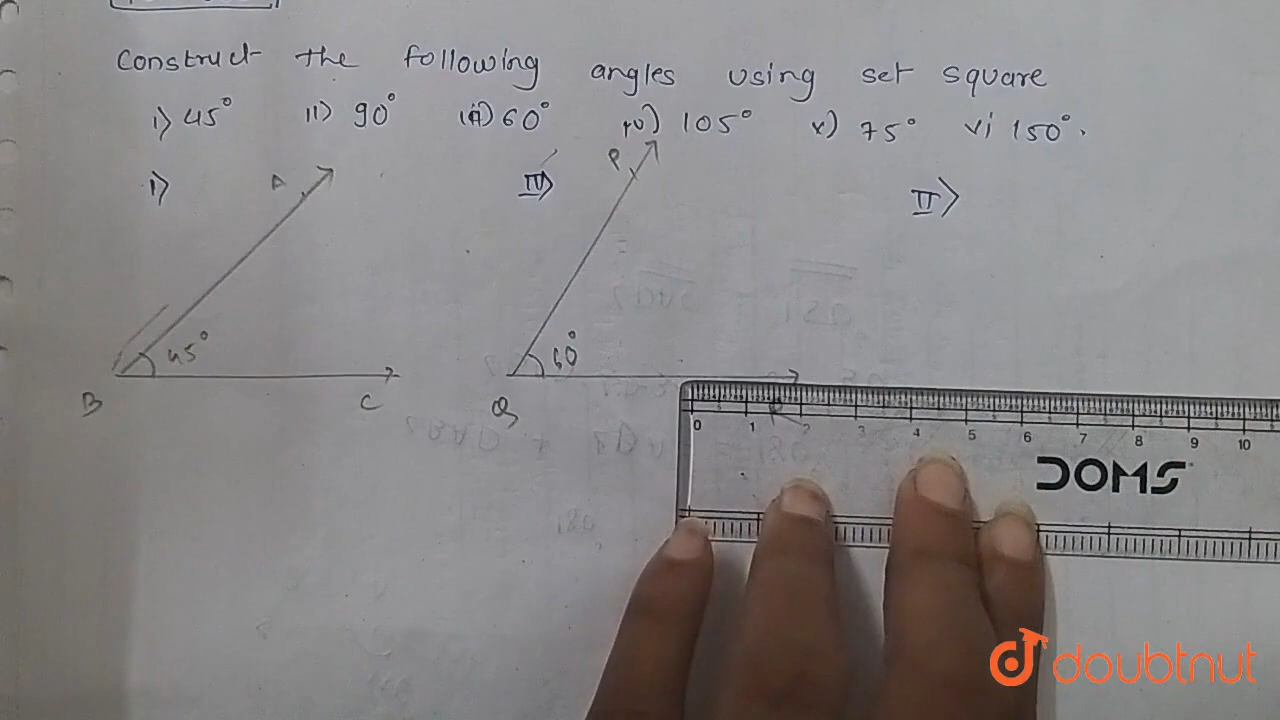 construct the following angles using set square
i) 45° ii) 90° iii) 60° iv) 105° v) 75° vi 150°.
i)
A
45°
B
C
P
60°
Q
II)
0 1 2 3 4 5 6 7 8 9 10
DOMS
doubtnut